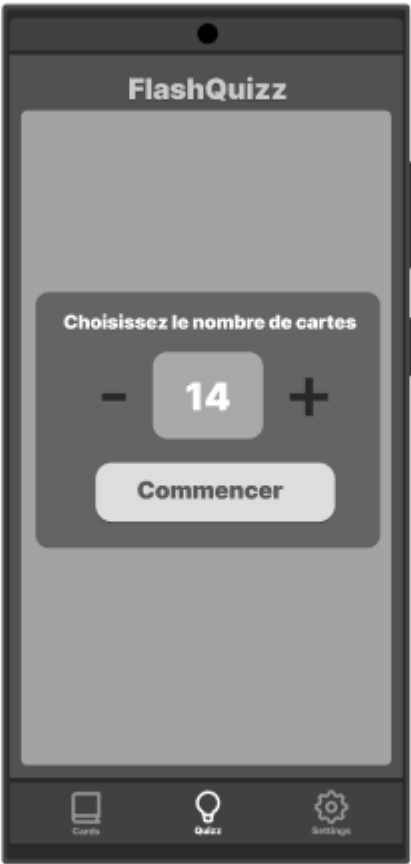 FlashQuizz
Choisissez le nombre de cartes
- 14 +
Commencer
Cards Quizz Settings